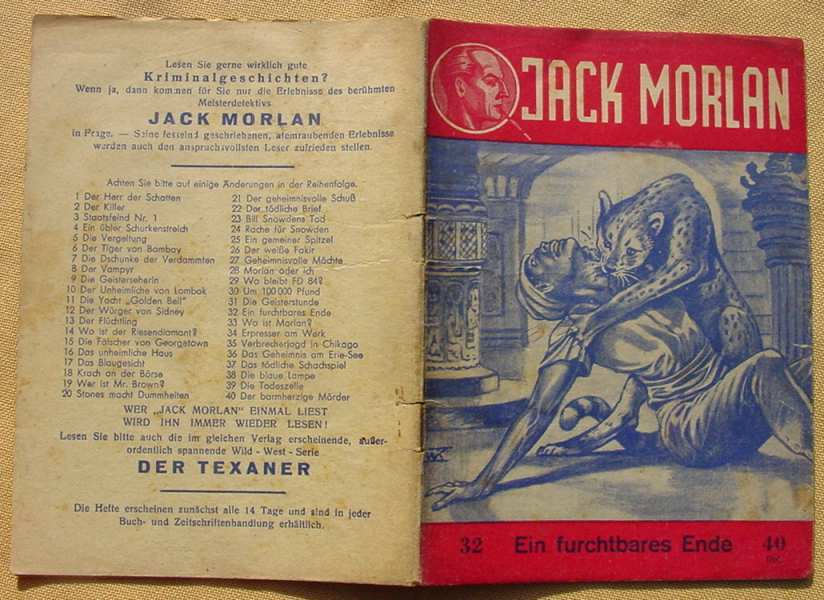 Lesen Sie gerne wirklich gute
Kriminalgeschichten?
Wenn ja, dann kommen für Sie nur die Erlebnisse des berühmten
Meisterdetektivs
JACK MORLAN
in Frage. — Seine fesselnd geschriebenen, atemraubenden Erlebnisse
werden auch den anspruchsvollsten Leser zufrieden stellen.
Achten Sie bitte auf einige Änderungen in der Reihenfolge.
1 Der Herr der Schatten
2 Der Killer
3 Staatsfeind Nr. 1
4 Ein übler Schurkenstreich
5 Die Vergeltung
6 Der Tiger von Bombay
7 Die Dschunke der Verdammten
8 Der Vampyr
9 Die Geisterseherin
10 Der Unheimliche von Lombok
11 Die Yacht „Golden Bell"
12 Der Würger von Sidney
13 Der Flüchtling
14 Wo ist der Riesendiamant?
15 Die Fälscher von Georgetown
16 Das unheimliche Haus
17 Das Blaugesicht
18 Krach an der Börse
19 Wer ist Mr. Brown?
20 Stones macht Dummheiten
21 Der geheimnisvolle Schuß
22 Der tödliche Brief
23 Bill Snowdens Tod
24 Rache für Snowden
25 Ein gemeiner Spitzel
26 Der weiße Fakir
27 Geheimnisvolle Mächte
28 Morlan oder ich
29 Wo bleibt FD 84?
30 Um 100 000 Pfund
31 Die Geisterstunde
32 Ein furchtbares Ende
33 Wo ist Morlan?
34 Erpresser am Werk
35 Verbrecherjagd in Chikago
36 Das Geheimnis am Erie-See
37 Das tödliche Schachspiel
38 Die blaue Lampe
39 Die Todeszelle
40 Der barmherzige Mörder
WER „JACK MORLAN" EINMAL LIEST
WIRD IHN IMMER WIEDER LESEN!
Lesen Sie bitte auch die im gleichen Verlag erscheinende, außer-
ordentlich spannende Wild - West - Serie
DER TEXANER
Die Hefte erscheinen zunächst alle 14 Tage und sind in jeder
Buch- und Zeitschriftenhandlung erhältlich.
JACK MORLAN
32 Ein furchtbares Ende 40